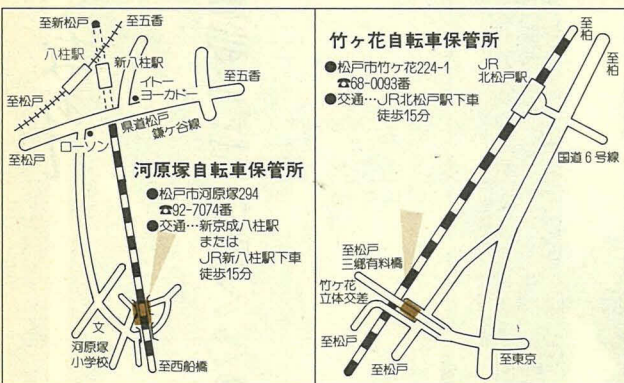 至新松戸
至五香
八柱駅
新八柱駅
イトー
ヨーカドー
至五香
至松戸
県道松戸
鎌ケ谷線
ローソン
至松戸
河原塚自転車保管所
●松戸市河原塚294
☎92-7074番
●交通…新京成八柱駅
または
JR新八柱駅下車
徒歩15分
文
河原塚
小学校
至西船橋
竹ヶ花自転車保管所
●松戸市竹ヶ花224-1
☎68-0093番
●交通…JR北松戸駅下車
徒歩15分
JR
北松戸駅
至柏
至柏
国道6号線
至松戸
三郷有料橋
竹ヶ花
立体交差
至松戸
至松戸
至東京